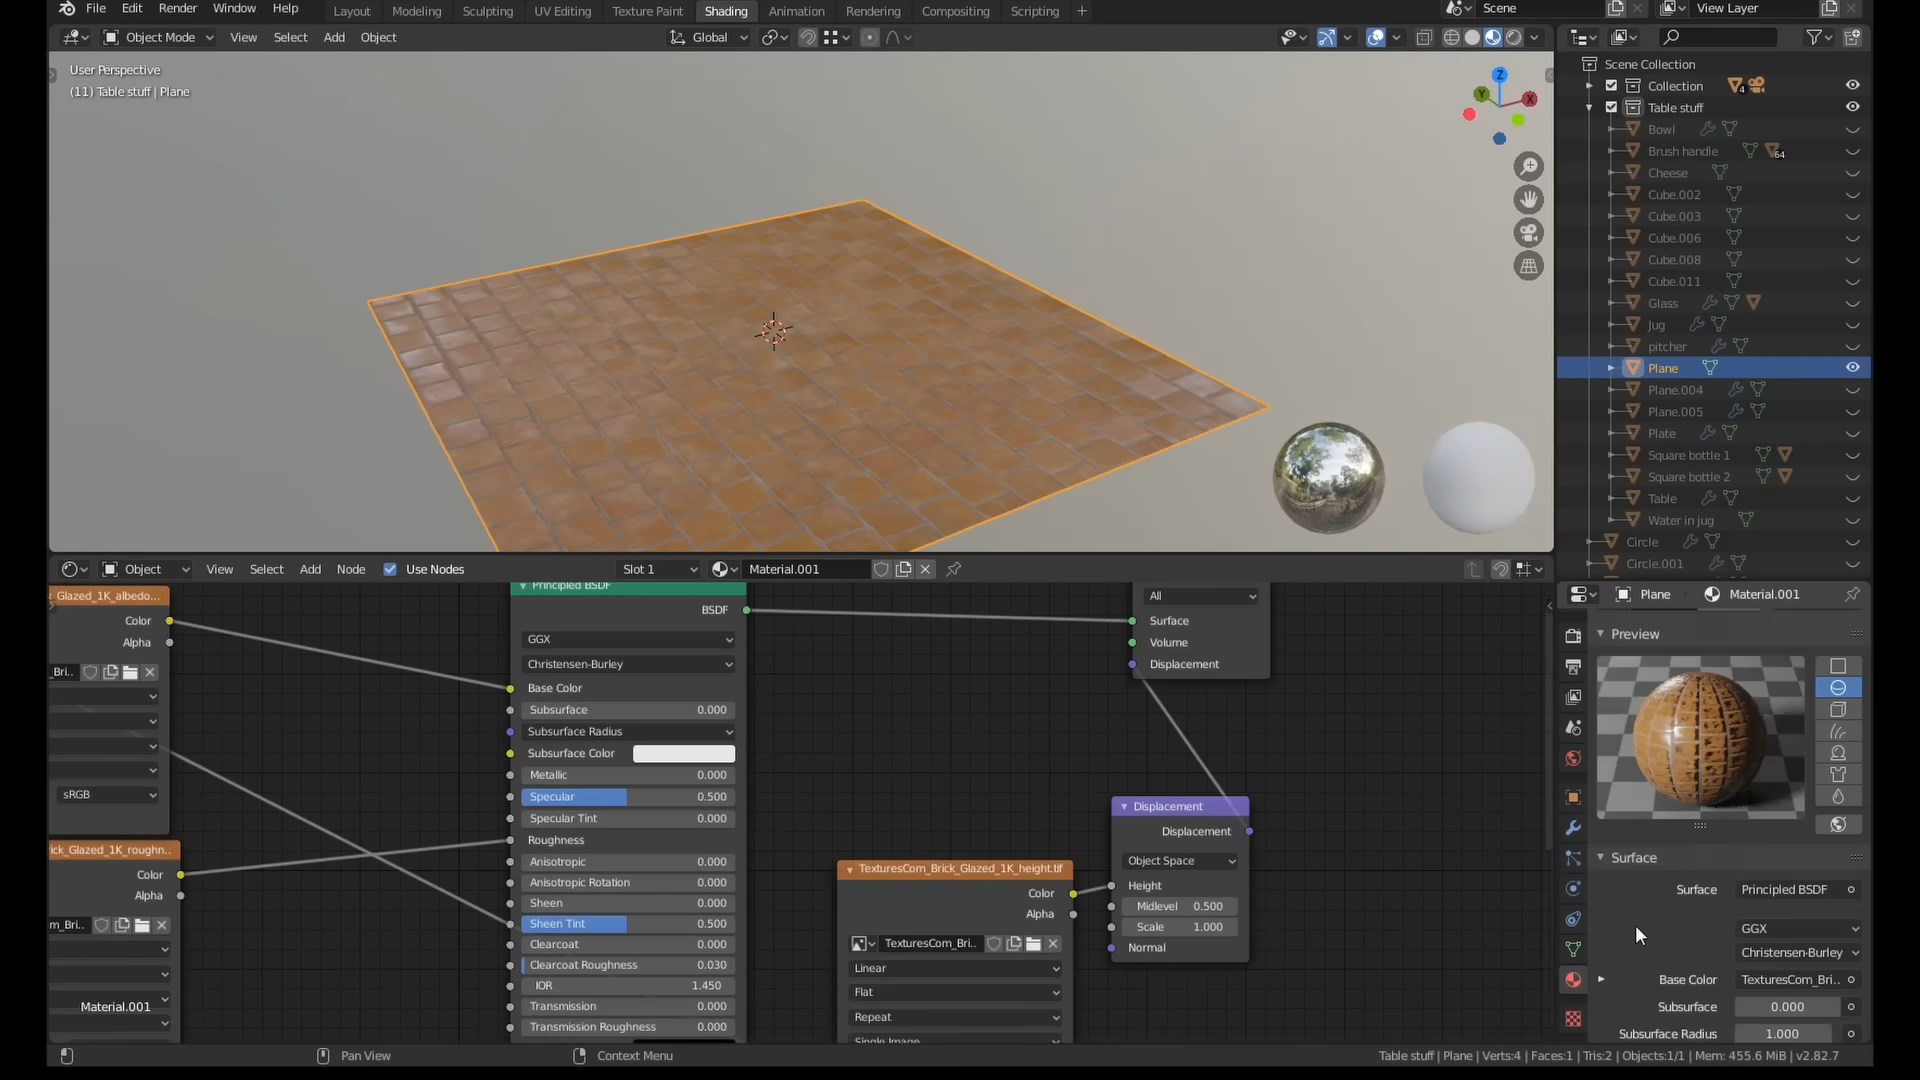 File Edit Render Window Help
Layout Modeling Sculpting UV Editing Texture Paint Shading Animation Rendering Compositing Scripting +
Scene
View Layer
Object Mode View Select Add Object
Global
User Perspective
(11) Table stuff | Plane
Z
Y
X
Scene Collection
Collection 4
Table stuff
Bowl
Brush handle 64
Cheese
Cube.002
Cube.003
Cube.006
Cube.008
Cube.011
Glass
Jug
pitcher
Plane
Plane.004
Plane.005
Plate
Square bottle 1
Square bottle 2
Table
Water in jug
Circle
Circle.001
Object View Select Add Node Use Nodes Slot 1 Material.001
Glazed_1K_albedo...
Color
Alpha
_Bri..
sRGB
ick_Glazed_1K_roughn..
Color
Alpha
m_Bri..
Material.001
Principled BSDF
BSDF
GGX
Christensen-Burley
Base Color
Subsurface 0.000
Subsurface Radius
Subsurface Color
Metallic 0.000
Specular 0.500
Specular Tint 0.000
Roughness
Anisotropic 0.000
Anisotropic Rotation 0.000
Sheen 0.000
Sheen Tint 0.500
Clearcoat 0.000
Clearcoat Roughness 0.030
IOR 1.450
Transmission 0.000
Transmission Roughness 0.000
All
Surface
Volume
Displacement
Displacement
Displacement
Object Space
Height
Midlevel 0.500
Scale 1.000
Normal
TexturesCom_Brick_Glazed_1K_height.tif
Color
Alpha
TexturesCom_Bri..
Linear
Flat
Repeat
Single Image
Plane Material.001
Preview
Surface
Surface Principled BSDF
GGX
Christensen-Burley
Base Color TexturesCom_Bri..
Subsurface 0.000
Subsurface Radius 1.000
Pan View
Context Menu
Table stuff | Plane | Verts:4 | Faces:1 | Tris:2 | Objects:1/1 | Mem: 455.6 MiB | v2.82.7